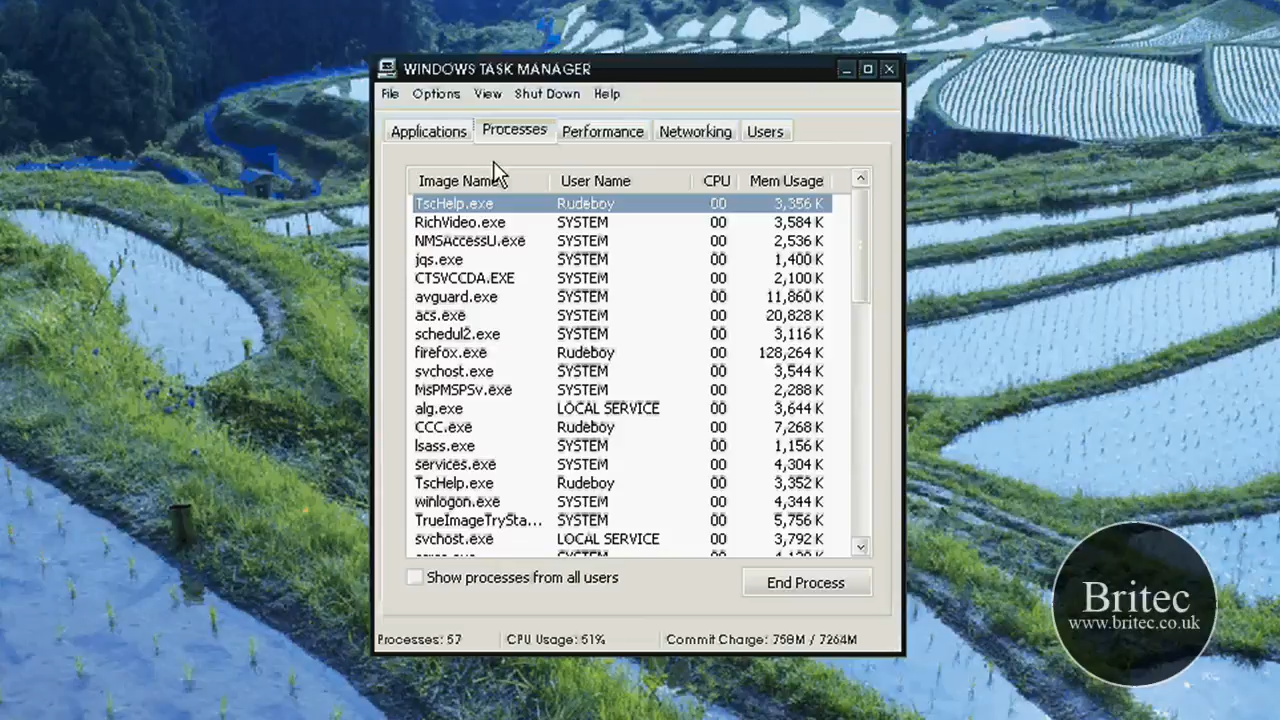 WINDOWS TASK MANAGER
File Options View Shut Down Help
Applications Processes Performance Networking Users
Image Name User Name CPU Mem Usage
TscHelp.exe Rudeboy 00 3,356 K
RichVideo.exe SYSTEM 00 3,584 K
NMSAccessU.exe SYSTEM 00 2,536 K
jqs.exe SYSTEM 00 1,400 K
CTSVCCDA.EXE SYSTEM 00 2,100 K
avguard.exe SYSTEM 00 11,860 K
acs.exe SYSTEM 00 20,828 K
schedul2.exe SYSTEM 00 3,116 K
firefox.exe Rudeboy 00 128,264 K
svchost.exe SYSTEM 00 3,544 K
MsPMSPSv.exe SYSTEM 00 2,288 K
alg.exe LOCAL SERVICE 00 3,644 K
CCC.exe Rudeboy 00 7,268 K
lsass.exe SYSTEM 00 1,156 K
services.exe SYSTEM 00 4,304 K
TscHelp.exe Rudeboy 00 3,352 K
winlogon.exe SYSTEM 00 4,344 K
TrueImageTrySta... SYSTEM 00 5,756 K
svchost.exe LOCAL SERVICE 00 3,792 K
Show processes from all users
End Process
Processes: 57 CPU Usage: 51% Commit Charge: 758M / 7264M
Britec
www.britec.co.uk